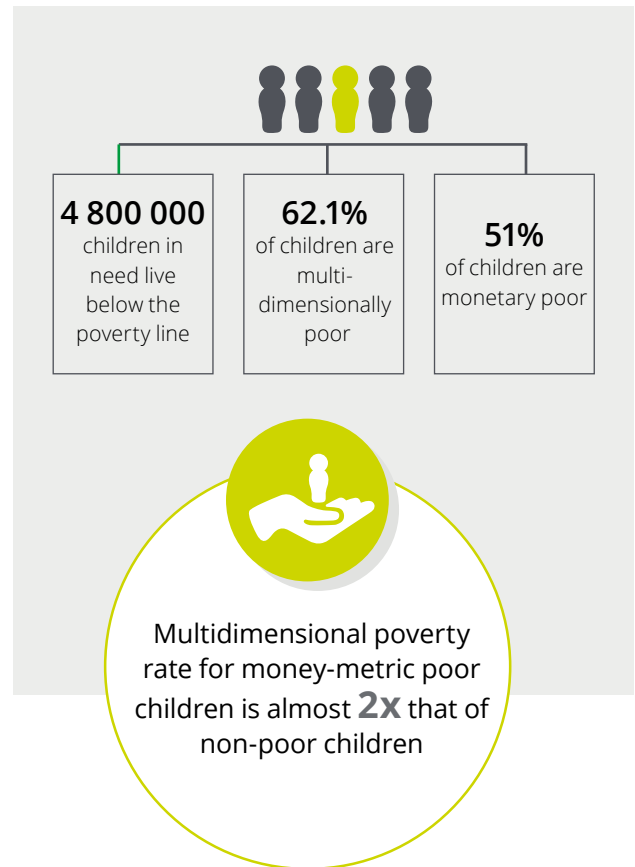 4 800 000
children in
need live
below the
poverty line
62.1%
of children are
multi-
dimensionally
poor
51%
of children are
monetary poor
Multidimensional poverty
rate for money-metric poor
children is almost 2x that of
non-poor children